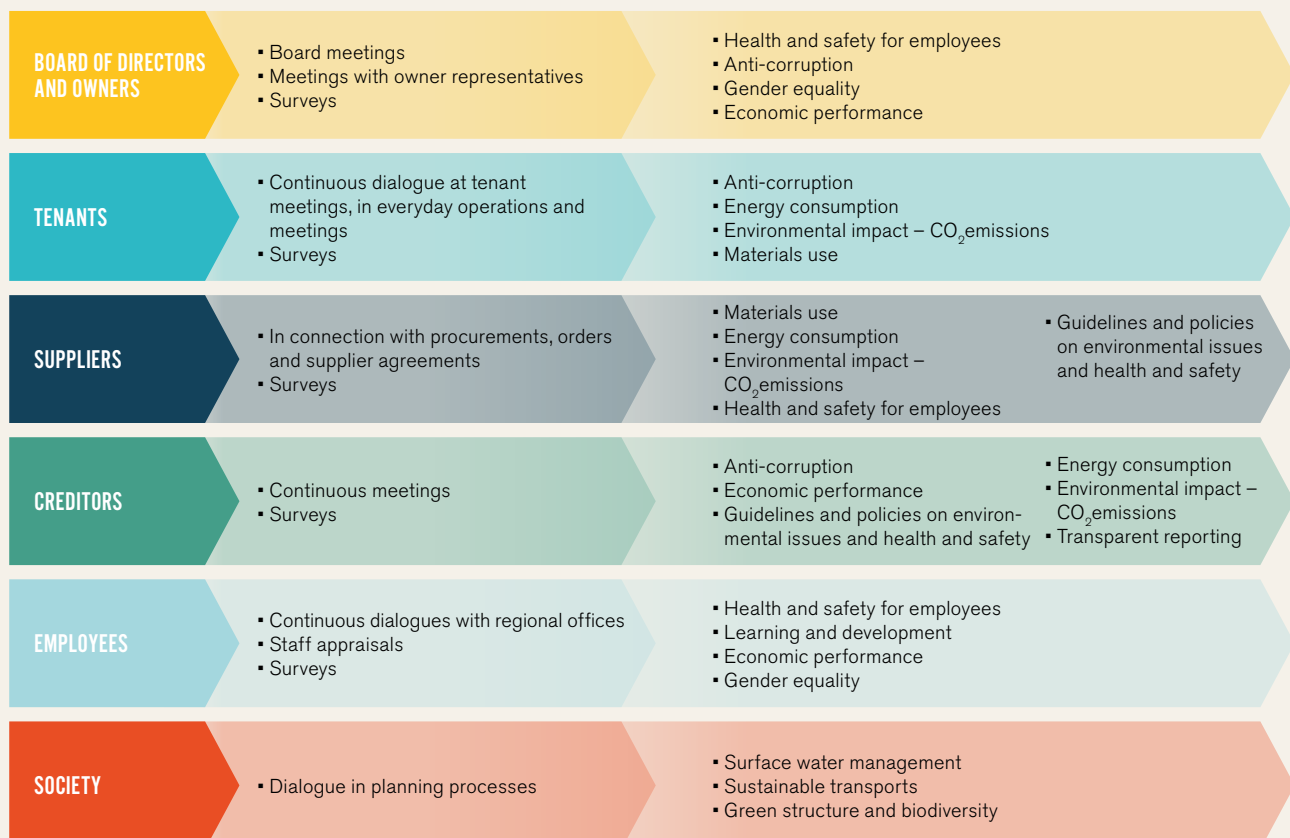 BOARD OF DIRECTORS
AND OWNERS
▪ Board meetings
▪ Meetings with owner representatives
▪ Surveys
▪ Health and safety for employees
▪ Anti-corruption
▪ Gender equality
▪ Economic performance
TENANTS
▪ Continuous dialogue at tenant
meetings, in everyday operations and
meetings
▪ Surveys
▪ Anti-corruption
▪ Energy consumption
▪ Environmental impact – CO₂emissions
▪ Materials use
SUPPLIERS
▪ In connection with procurements, orders
and supplier agreements
▪ Surveys
▪ Materials use
▪ Energy consumption
▪ Environmental impact –
CO₂emissions
▪ Health and safety for employees
▪ Guidelines and policies
on environmental issues
and health and safety
CREDITORS
▪ Continuous meetings
▪ Surveys
▪ Anti-corruption
▪ Economic performance
▪ Guidelines and policies on environ-
mental issues and health and safety
▪ Energy consumption
▪ Environmental impact –
CO₂emissions
▪ Transparent reporting
EMPLOYEES
▪ Continuous dialogues with regional offices
▪ Staff appraisals
▪ Surveys
▪ Health and safety for employees
▪ Learning and development
▪ Economic performance
▪ Gender equality
SOCIETY
▪ Dialogue in planning processes
▪ Surface water management
▪ Sustainable transports
▪ Green structure and biodiversity